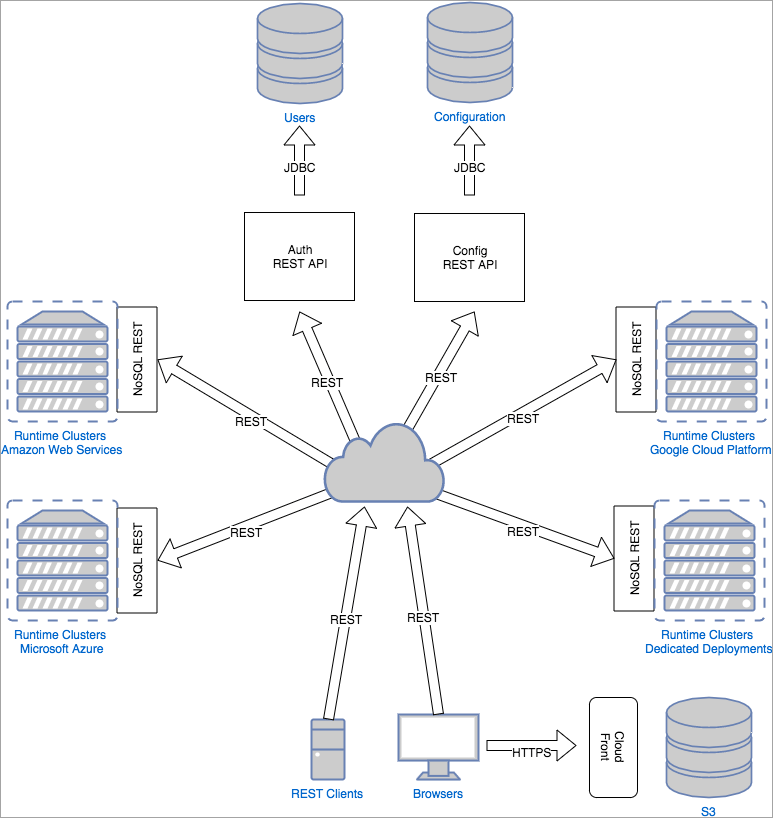 Users
Configuration
JDBC
JDBC
Auth
REST API
Config
REST API
NoSQL REST
NoSQL REST
REST
REST
REST
REST
Runtime Clusters
Amazon Web Services
Runtime Clusters
Google Cloud Platform
NoSQL REST
NoSQL REST
REST
REST
Runtime Clusters
Microsoft Azure
Runtime Clusters
Dedicated Deployments
REST
REST
HTTPS
Cloud
Front
REST Clients
Browsers
S3